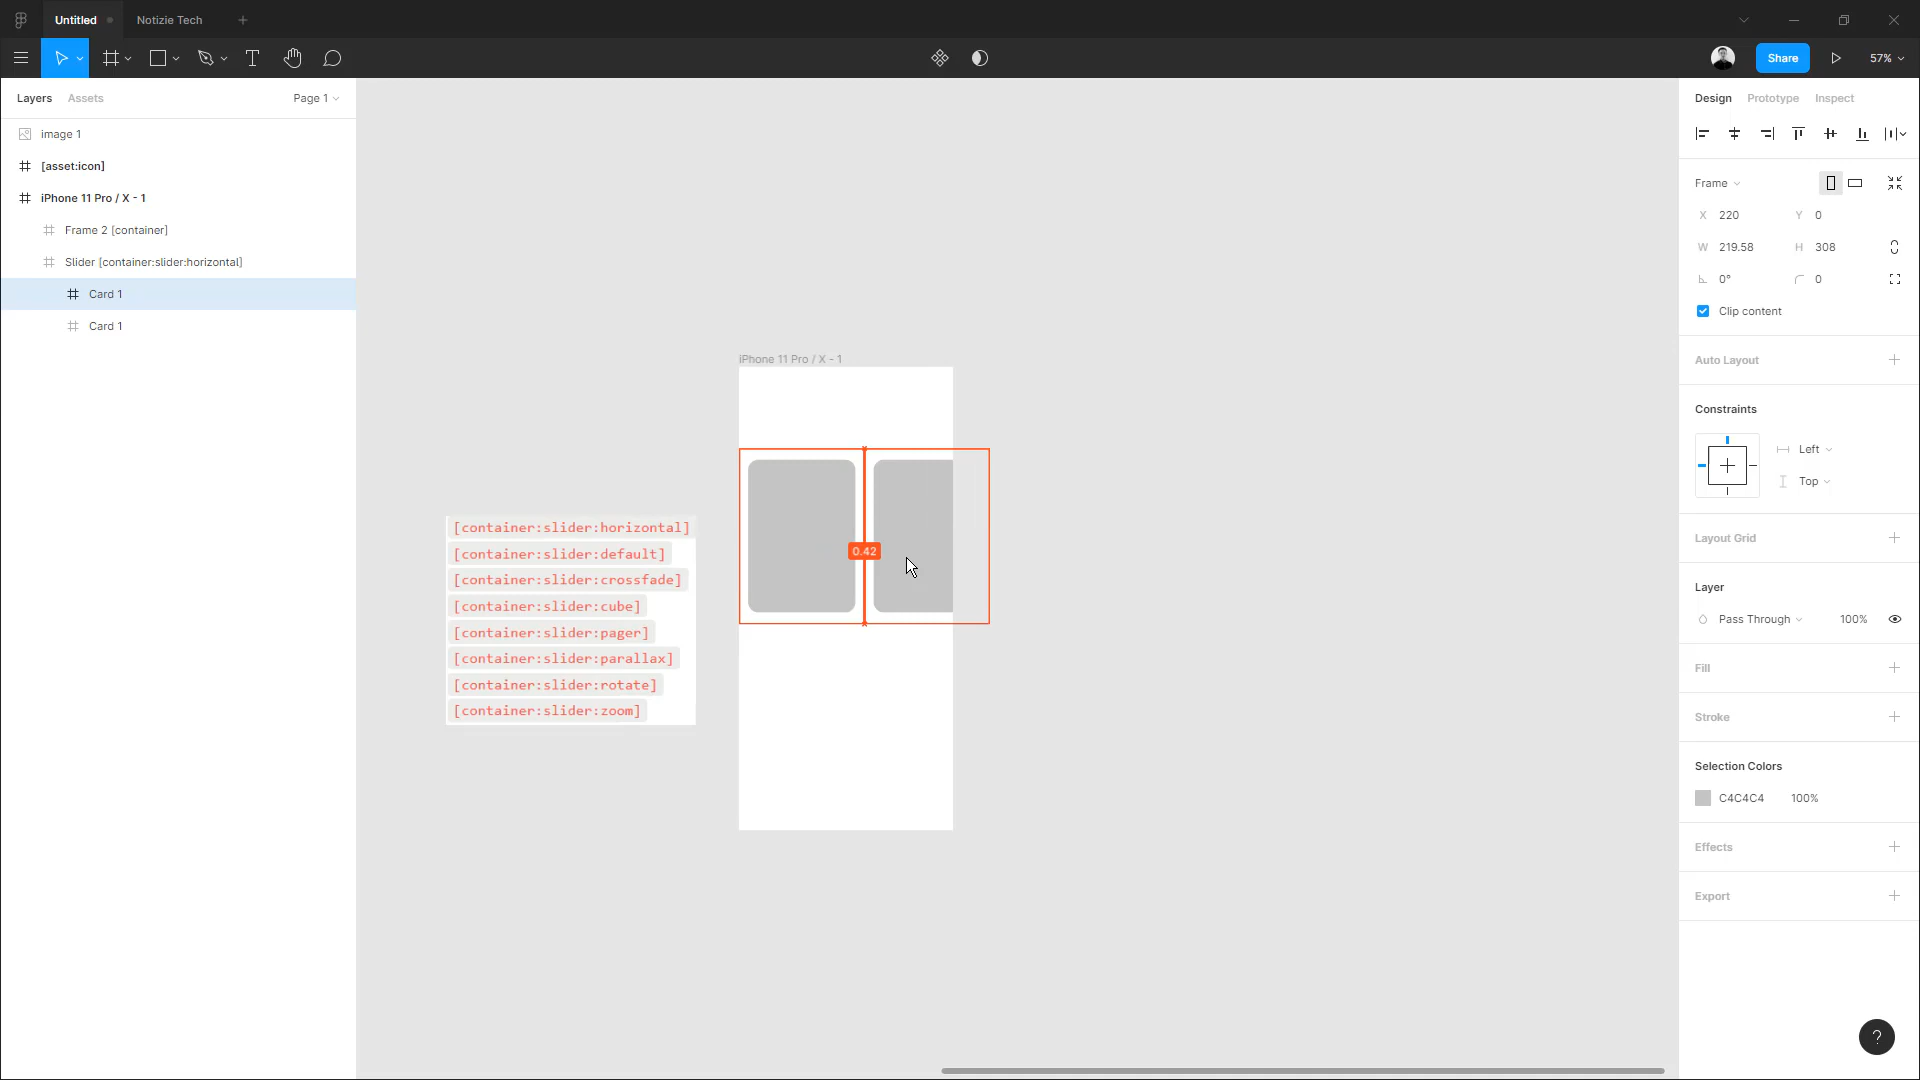 Untitled
Notizie Tech
Share
57%
Layers
Assets
Page 1
image 1
[asset:icon]
iPhone 11 Pro / X - 1
Frame 2 [container]
Slider [container:slider:horizontal]
Card 1
Card 1
iPhone 11 Pro / X - 1
0.42
[container:slider:horizontal]
[container:slider:default]
[container:slider:crossfade]
[container:slider:cube]
[container:slider:pager]
[container:slider:parallax]
[container:slider:rotate]
[container:slider:zoom]
Design
Prototype
Inspect
Frame
X 220 Y 0
W 219.58 H 308
0° 0
Clip content
Auto Layout
Constraints
Left
Top
Layout Grid
Layer
Pass Through 100%
Fill
Stroke
Selection Colors
C4C4C4 100%
Effects
Export
?